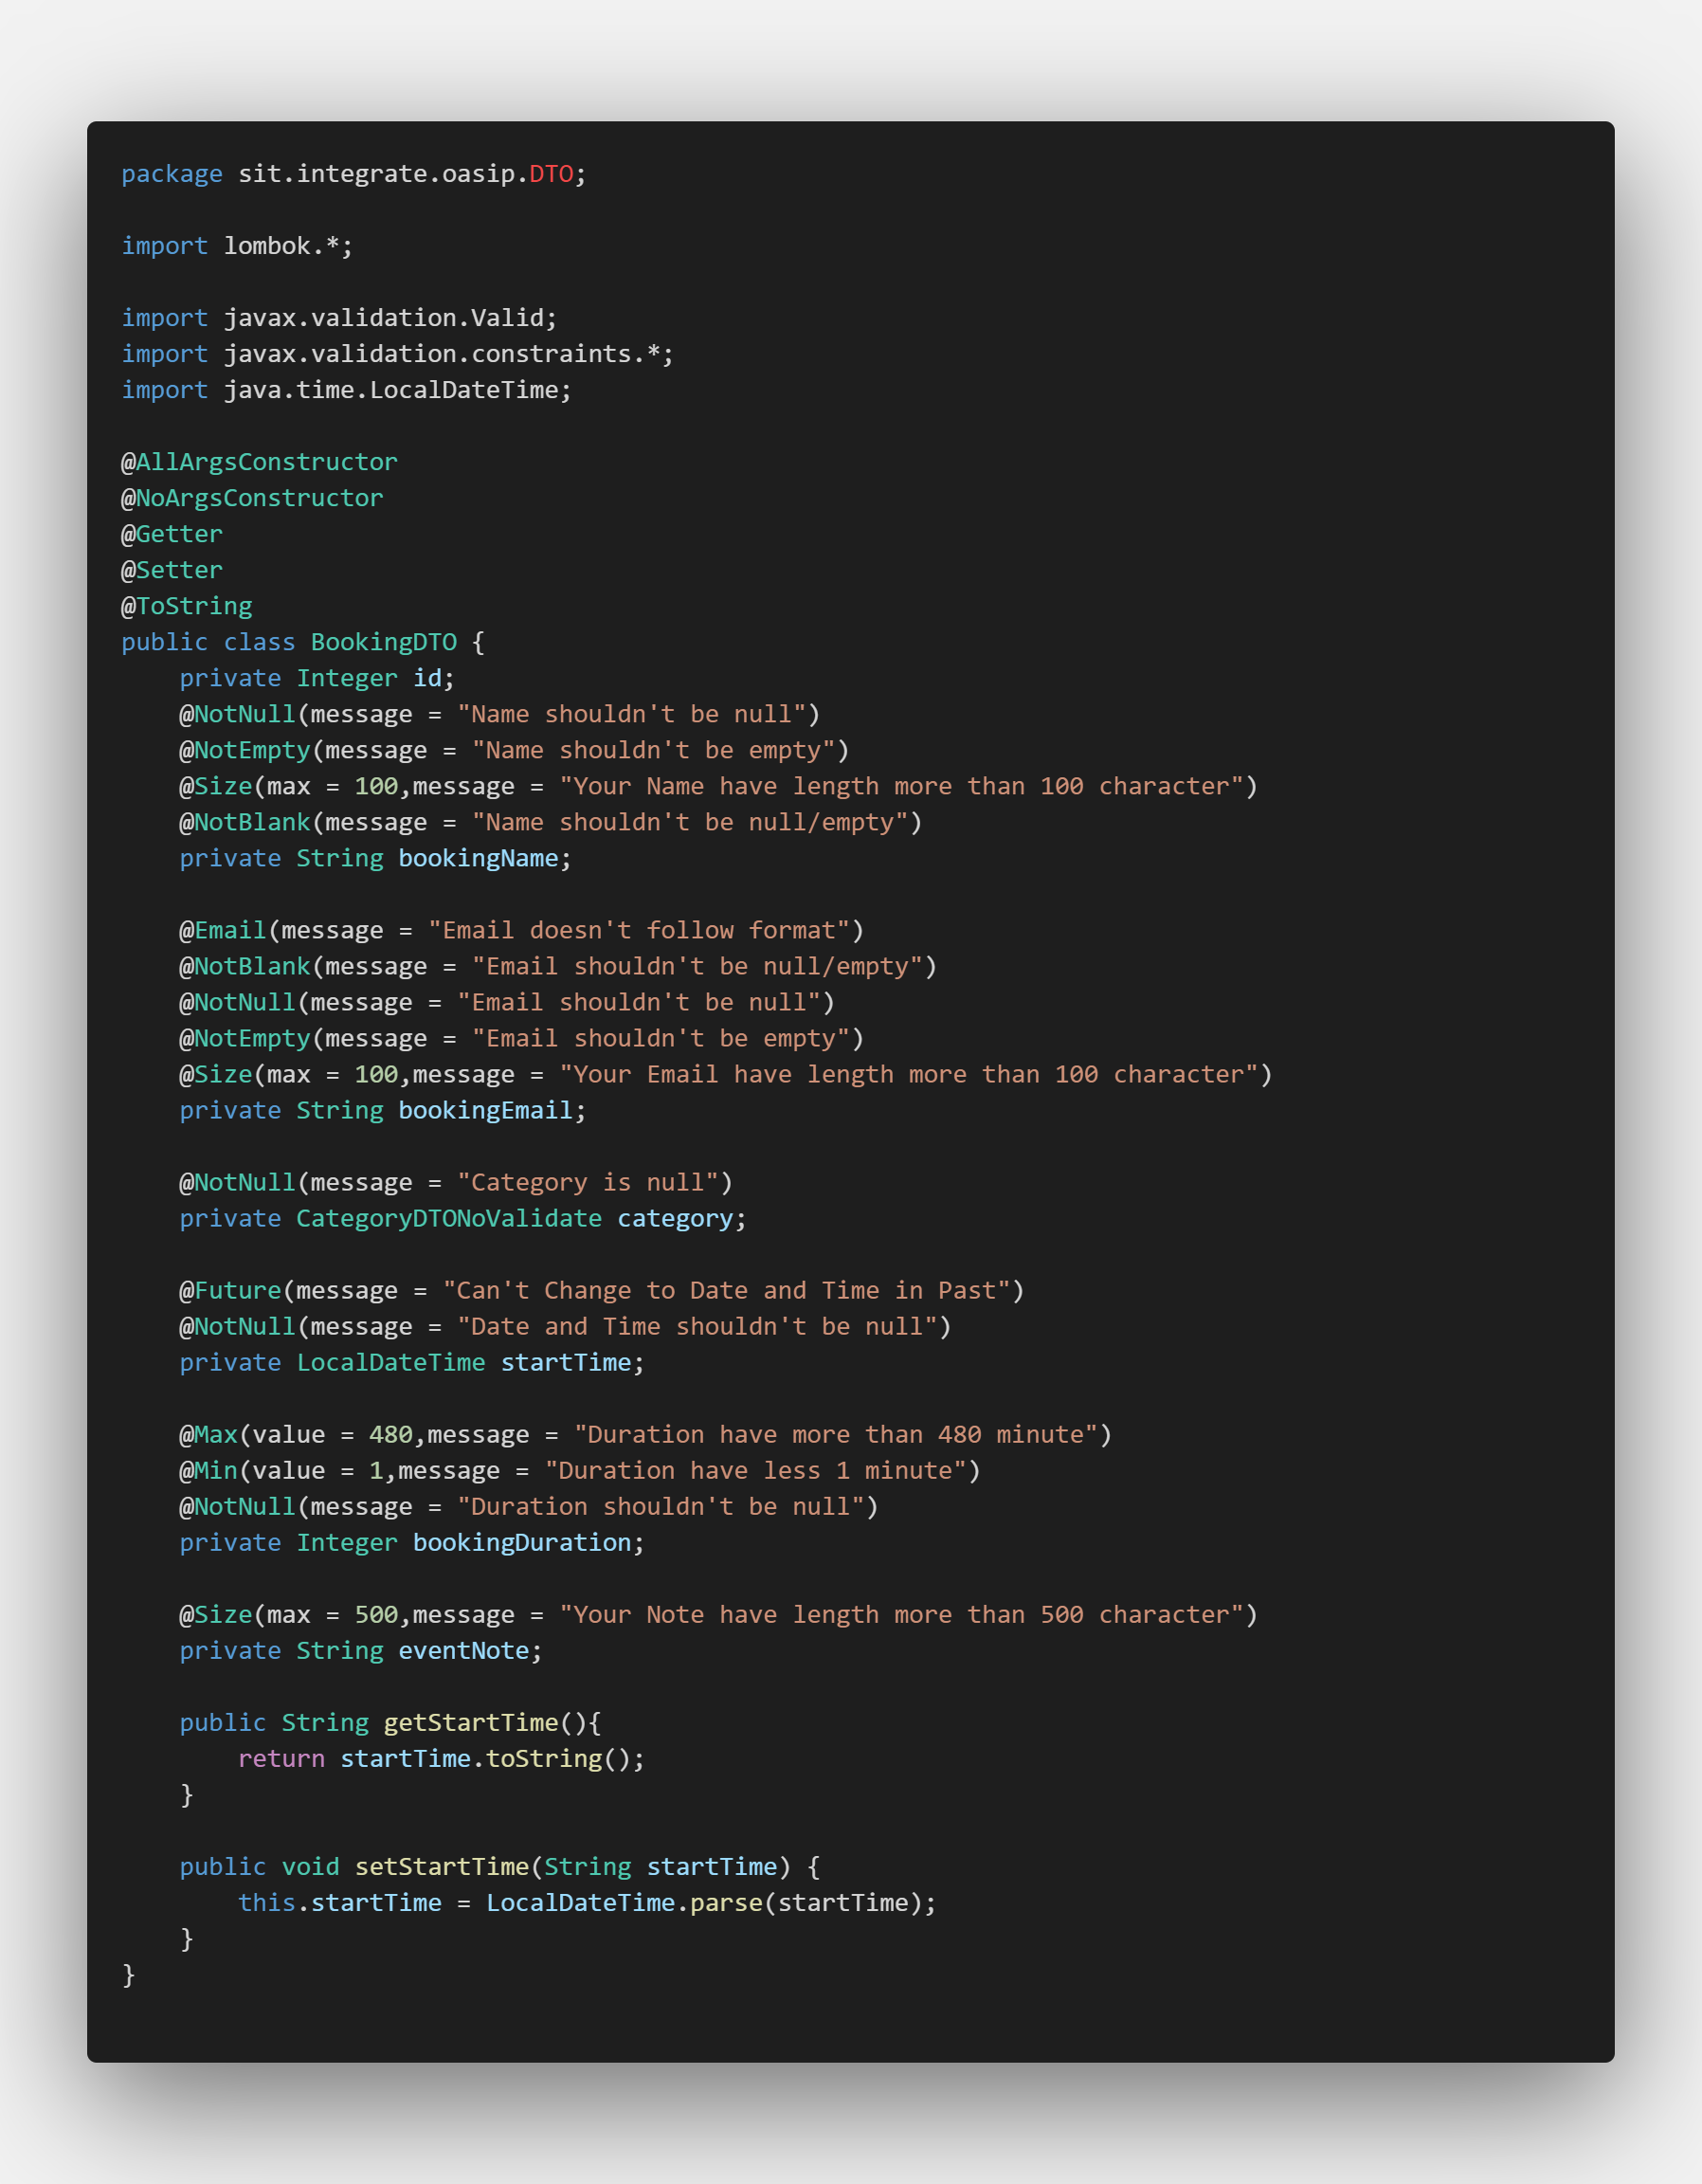 package sit.integrate.oasip.DTO;

import lombok.*;

import javax.validation.Valid;
import javax.validation.constraints.*;
import java.time.LocalDateTime;

@AllArgsConstructor
@NoArgsConstructor
@Getter
@Setter
@ToString
public class BookingDTO {
    private Integer id;
    @NotNull(message = "Name shouldn't be null")
    @NotEmpty(message = "Name shouldn't be empty")
    @Size(max = 100,message = "Your Name have length more than 100 character")
    @NotBlank(message = "Name shouldn't be null/empty")
    private String bookingName;

    @Email(message = "Email doesn't follow format")
    @NotBlank(message = "Email shouldn't be null/empty")
    @NotNull(message = "Email shouldn't be null")
    @NotEmpty(message = "Email shouldn't be empty")
    @Size(max = 100,message = "Your Email have length more than 100 character")
    private String bookingEmail;

    @NotNull(message = "Category is null")
    private CategoryDTONoValidate category;

    @Future(message = "Can't Change to Date and Time in Past")
    @NotNull(message = "Date and Time shouldn't be null")
    private LocalDateTime startTime;

    @Max(value = 480,message = "Duration have more than 480 minute")
    @Min(value = 1,message = "Duration have less 1 minute")
    @NotNull(message = "Duration shouldn't be null")
    private Integer bookingDuration;

    @Size(max = 500,message = "Your Note have length more than 500 character")
    private String eventNote;

    public String getStartTime(){
        return startTime.toString();
    }

    public void setStartTime(String startTime) {
        this.startTime = LocalDateTime.parse(startTime);
    }
}